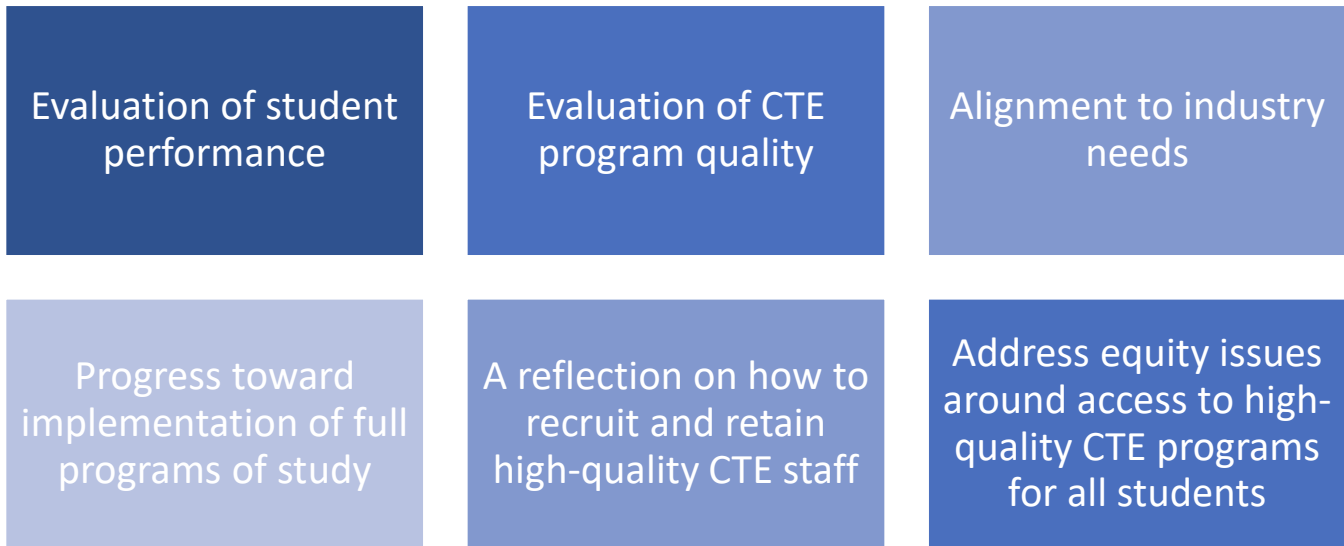 Evaluation of student
performance
Evaluation of CTE
program quality
Alignment to industry
needs
Progress toward
implementation of full
programs of study
A reflection on how to
recruit and retain
high-quality CTE staff
Address equity issues
around access to high-
quality CTE programs
for all students